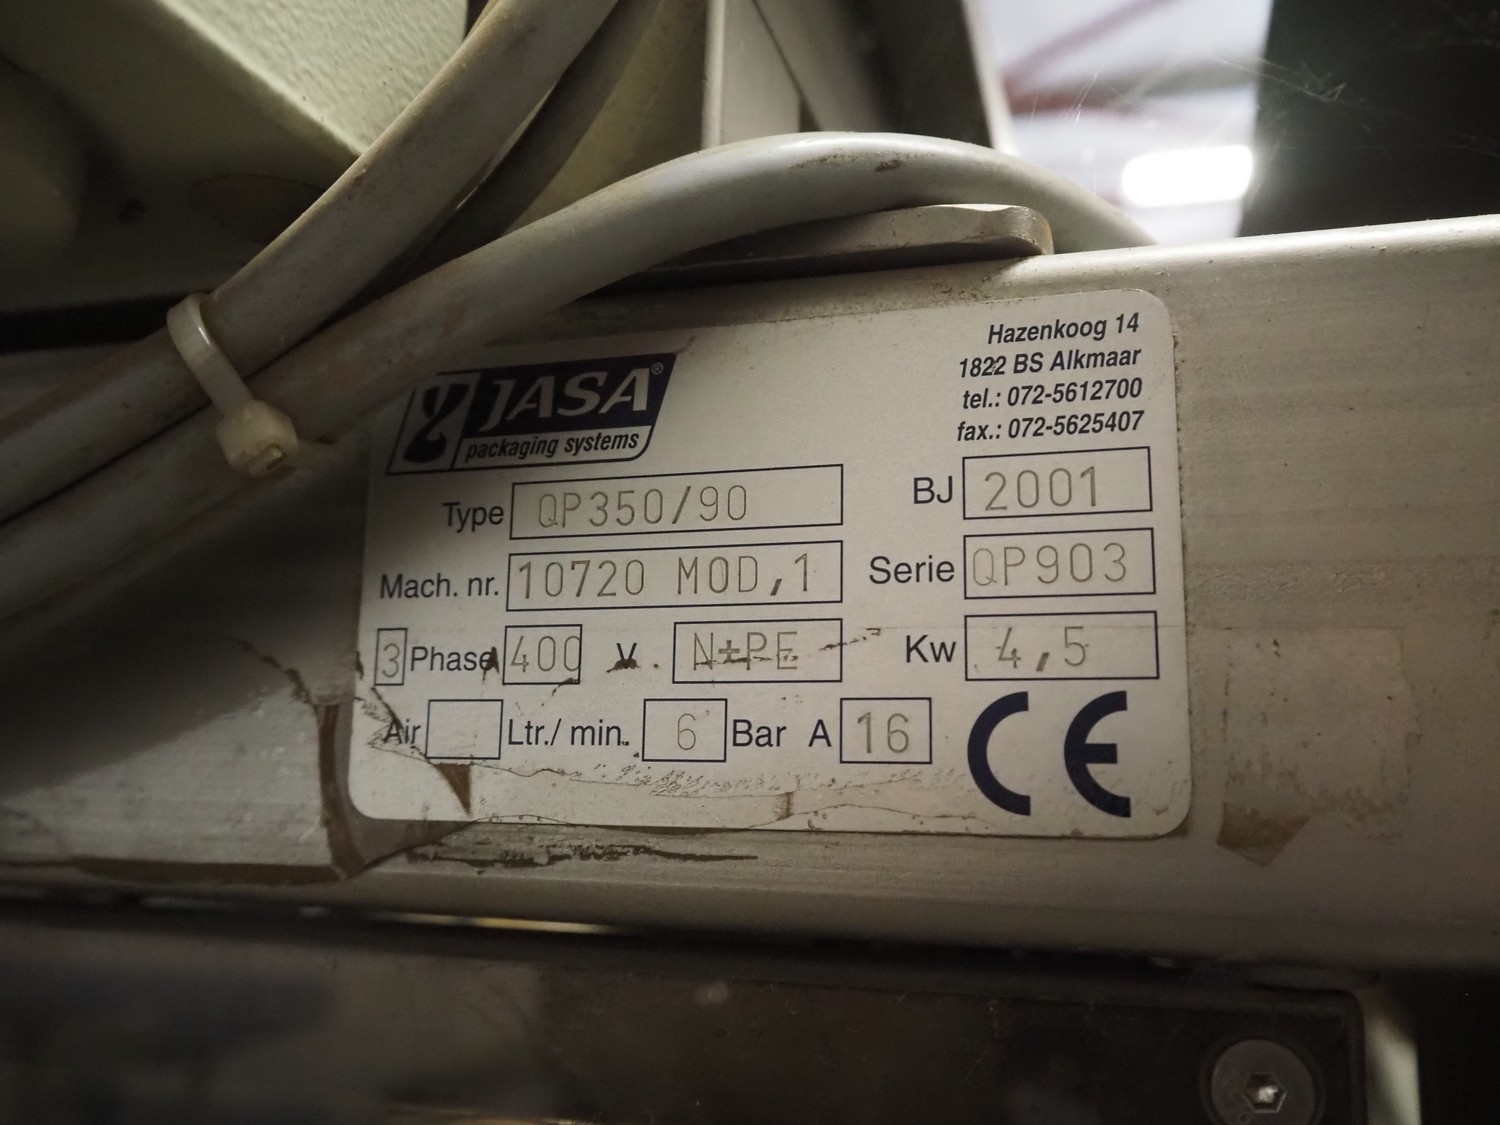 Hazenkoog 14
1822 BS Alkmaar
tel.: 072-5612700
fax.: 072-5625407
JASA®
packaging systems
Type QP350/90 BJ 2001
Mach. nr. 10720 MOD,1 Serie QP903
3 Phase 400 V. N+PE Kw 4,5
Air Ltr./ min. 6 Bar A 16 CE